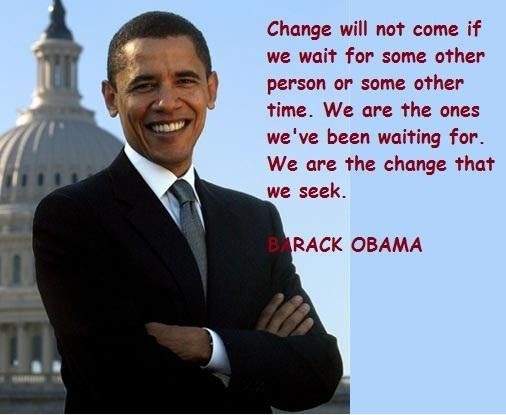 Change will not come if
we wait for some other
person or some other
time. We are the ones
we've been waiting for.
We are the change that
we seek.
BARACK OBAMA